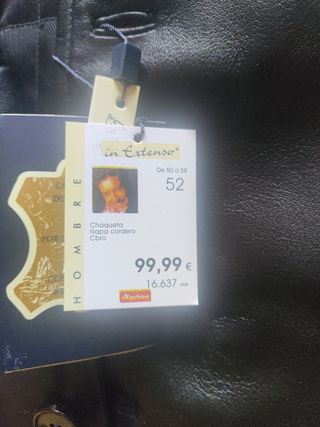 in Extenso®
De 50 a 58
52
HOMBRE
Chaqueta
Napa cordero
Cbro
99,99 €
16.637 pts
Auchan